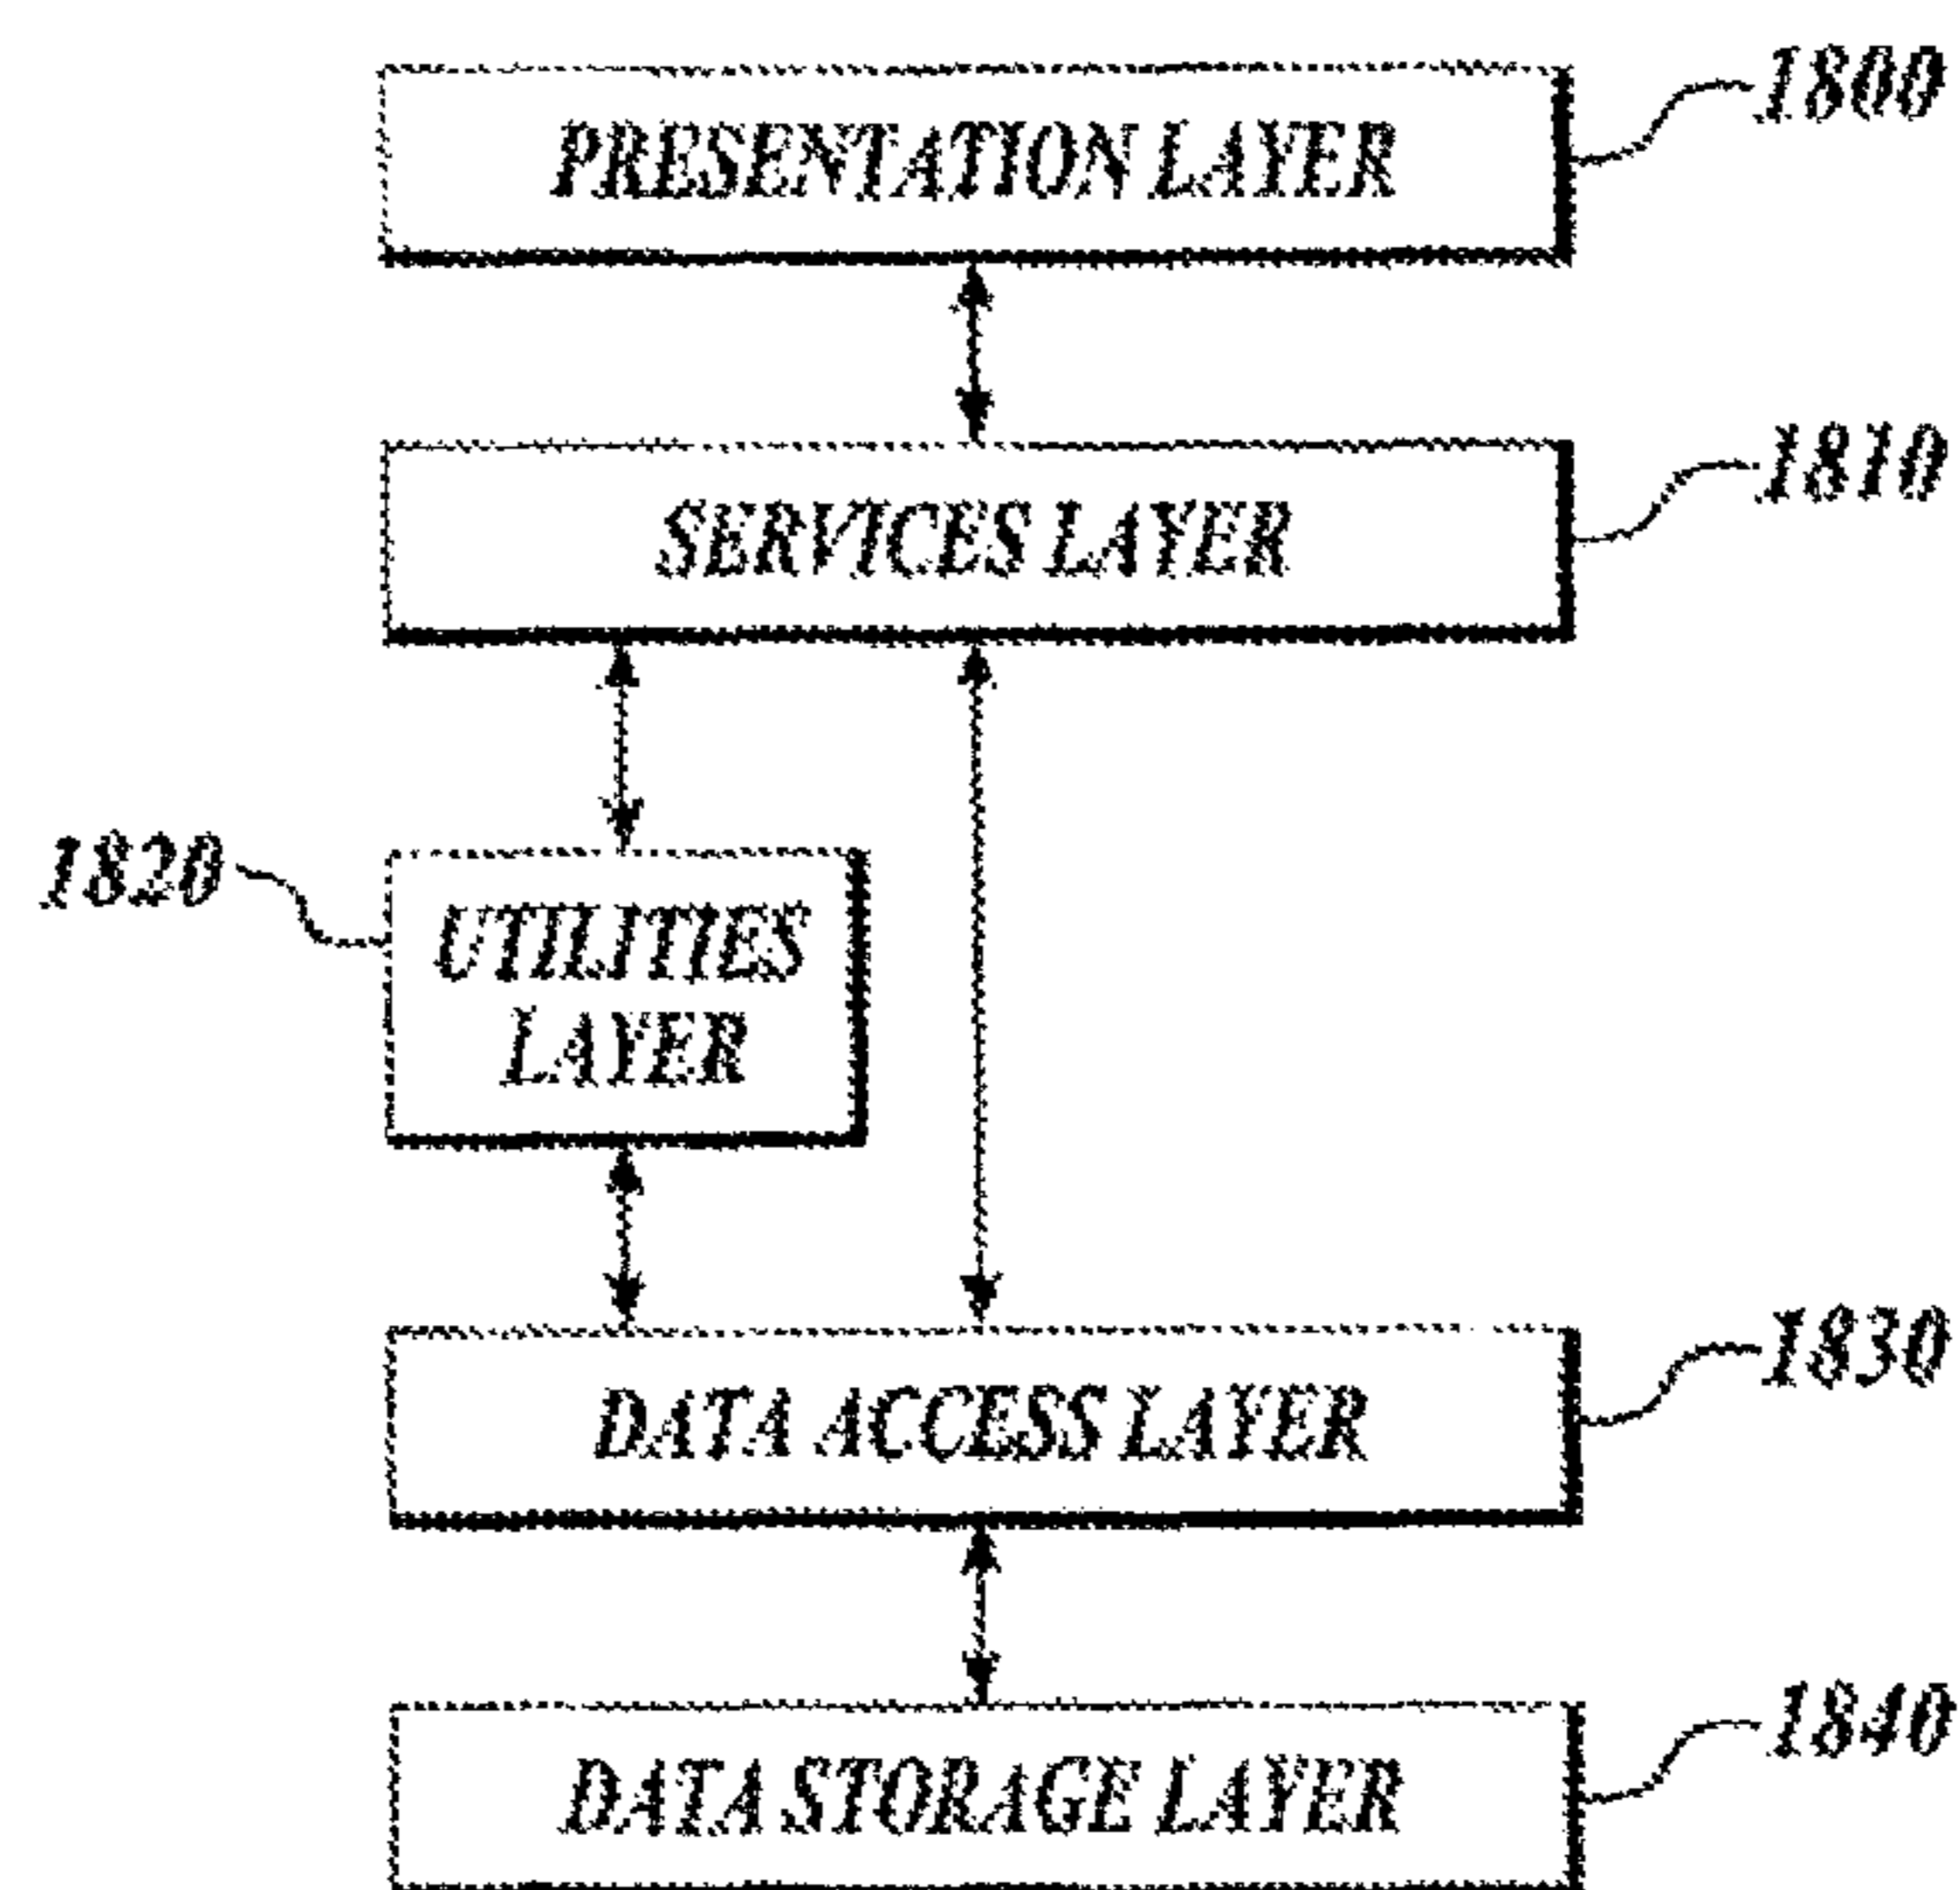 PRESENTATION LAYER
1800
SERVICES LAYER
1810
1820
UTILITIES
LAYER
DATA ACCESS LAYER
1830
DATA STORAGE LAYER
1840